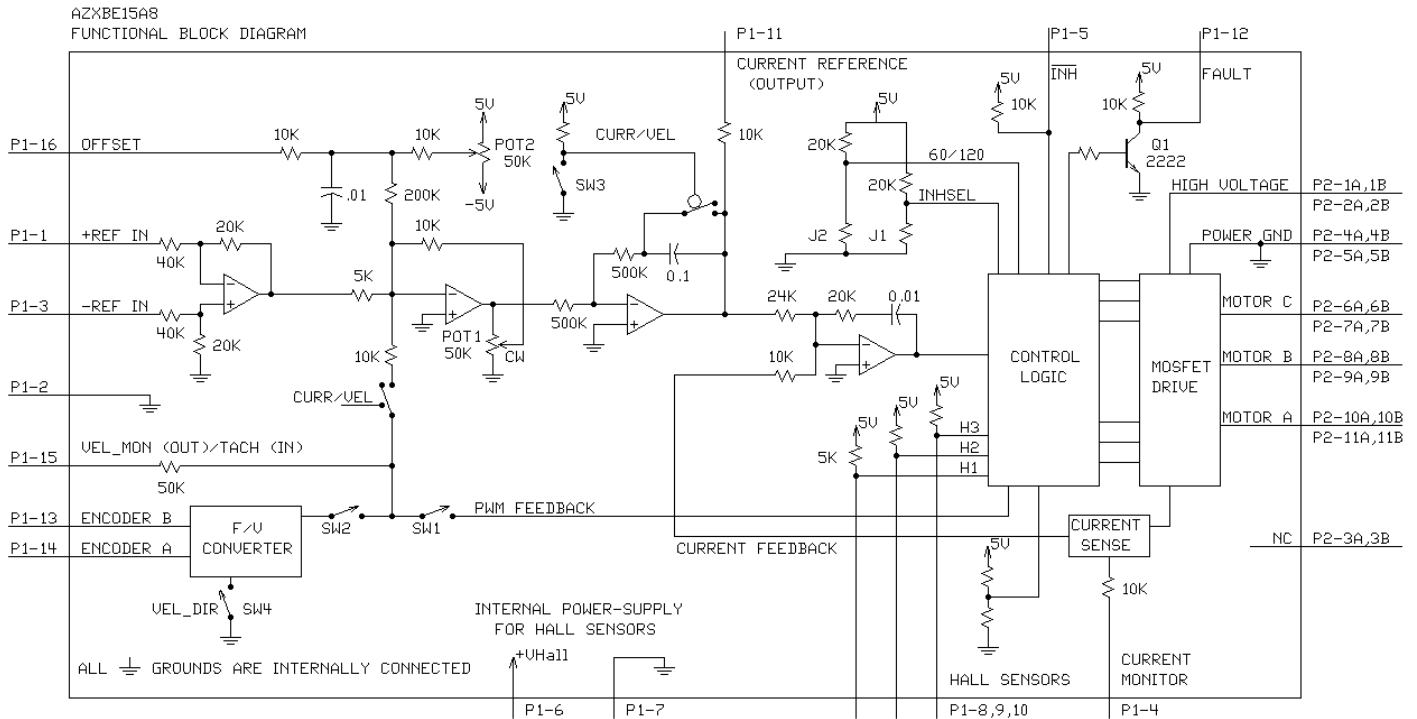 AZXBE15A8
FUNCTIONAL BLOCK DIAGRAM
P1-11
P1-5
P1-12
CURRENT REFERENCE
(OUTPUT)
INH
FAULT
5V
10K
5V
10K
Q1
2222
P1-16
OFFSET
10K
10K
5V
POT2
50K
-5V
.01
200K
5V
CURR/VEL
SW3
10K
5V
20K
60/120
20K
INHSEL
J2
J1
HIGH VOLTAGE
P2-1A,1B
P2-2A,2B
POWER GND
P2-4A,4B
P2-5A,5B
P1-1
+REF IN
40K
20K
10K
500K
0.1
P1-3
-REF IN
40K
20K
5K
POT1
50K
CW
500K
24K
20K
0.01
10K
CONTROL
LOGIC
MOSFET
DRIVE
MOTOR C
P2-6A,6B
P2-7A,7B
MOTOR B
P2-8A,8B
P2-9A,9B
MOTOR A
P2-10A,10B
P2-11A,11B
P1-2
10K
CURR/VEL
5V
5V
5V
5K
H3
H2
H1
P1-15
VEL_MON (OUT)/TACH (IN)
50K
P1-13
ENCODER B
P1-14
ENCODER A
F/V
CONVERTER
SW2
SW1
PWM FEEDBACK
CURRENT FEEDBACK
CURRENT
SENSE
5V
10K
NC
P2-3A,3B
VEL_DIR
SW4
INTERNAL POWER-SUPPLY
FOR HALL SENSORS
+VHall
ALL GROUNDS ARE INTERNALLY CONNECTED
HALL SENSORS
CURRENT
MONITOR
P1-6
P1-7
P1-8,9,10
P1-4